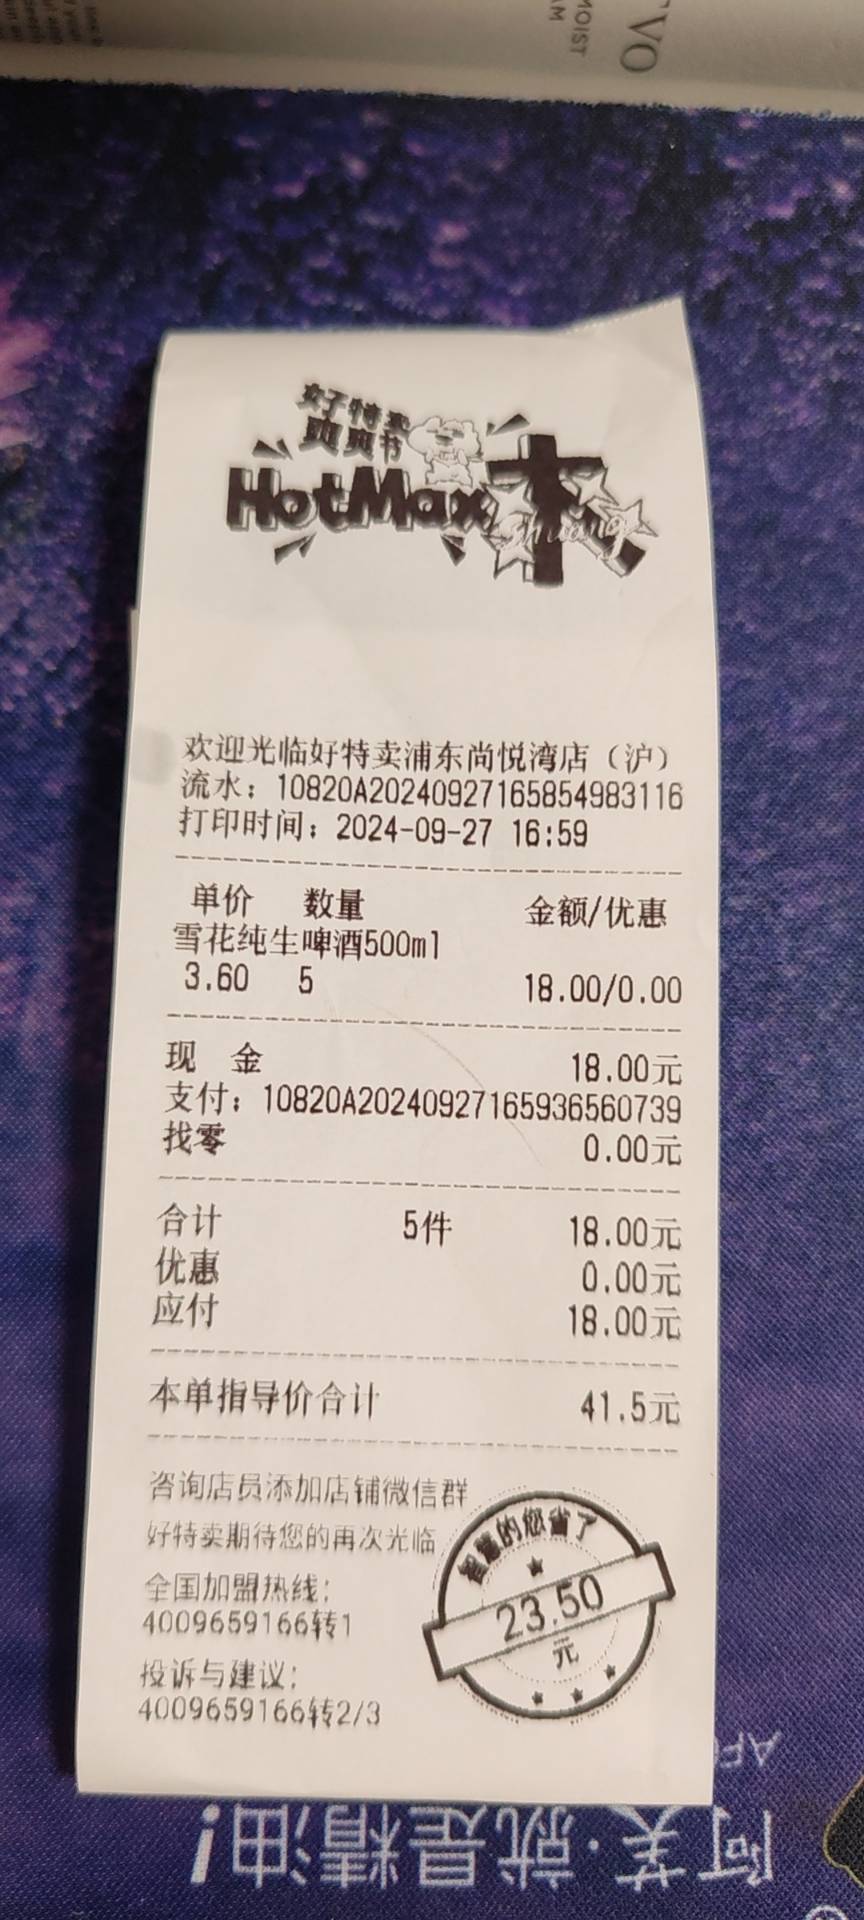 VO
MOIST
AM
好特卖
爽爽节
HotMaxx
shuang
欢迎光临好特卖浦东尚悦湾店（沪）
流水：10820A202409271658549831​16
打印时间：2024-09-27 16:59
单价 数量 金额/优惠
雪花纯生啤酒500ml
3.60 5 18.00/0.00
现 金 18.00元
支付：10820A20240927165936560739
找零 0.00元
合计 5件 18.00元
优惠 0.00元
应付 18.00元
本单指导价合计 41.5元
咨询店员添加店铺微信群
好特卖期待您的再次光临
全国加盟热线：
4009659166转1
投诉与建议：
4009659166转2/3
智慧的您省了
23.50
元
阿芙·就是精油!